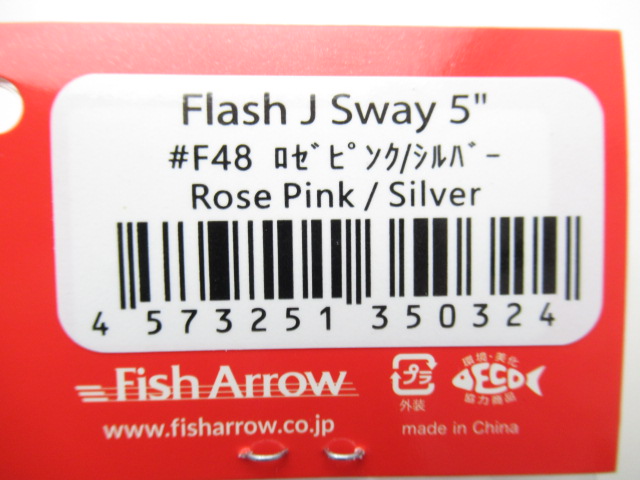 Flash J Sway 5"
#F48 ﾛｾﾞﾋﾟﾝｸ/ｼﾙﾊﾞｰ
Rose Pink / Silver
4 573251 350324
Fish Arrow
www.fisharrow.co.jp
プラ
外装
環境・美化
ECO
協力商品
made in China